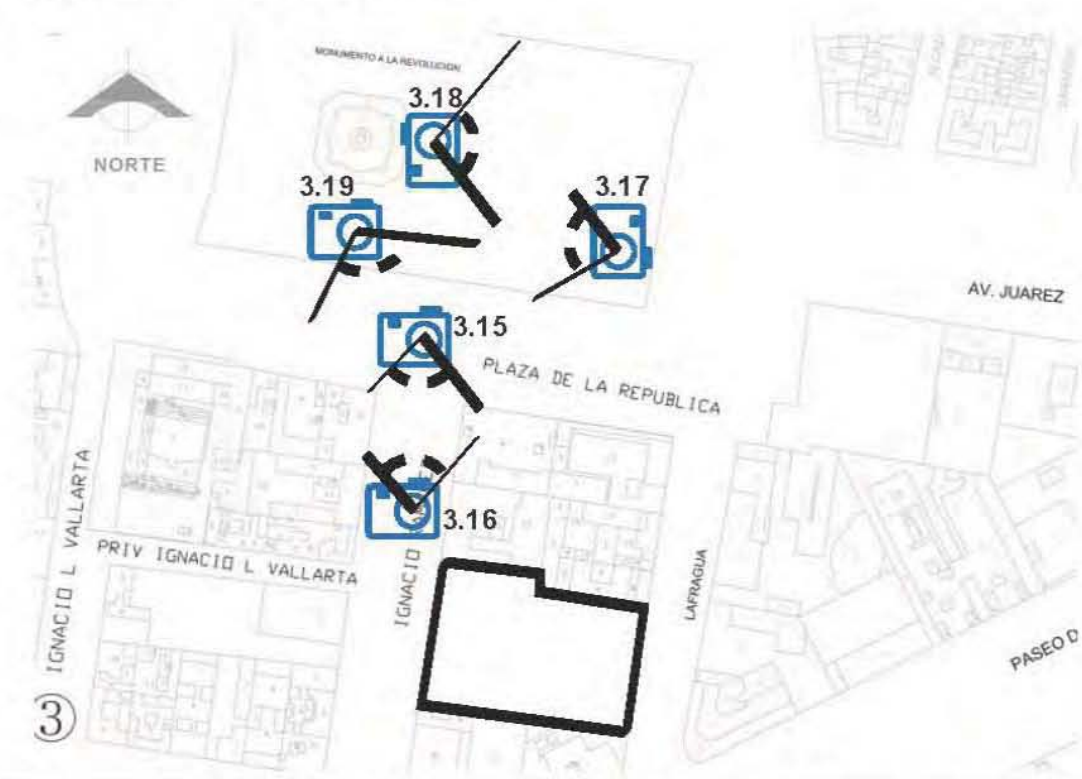 MONUMENTO A LA REVOLUCION
3.18
NORTE
3.19
3.17
AV. JUAREZ
3.15
PLAZA DE LA REPUBLICA
IGNACIO L VALLARTA
3.16
PRIV IGNACIO L VALLARTA
IGNACIO
LAFRAGUA
PASEO D
3